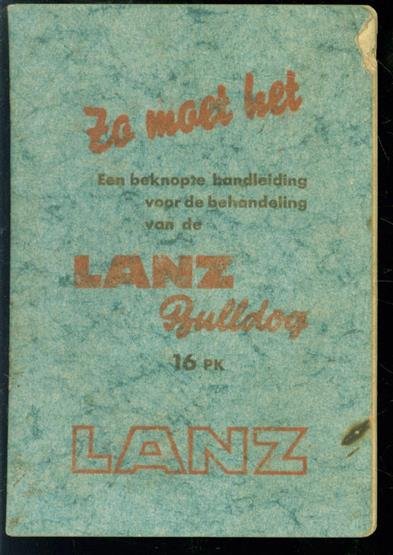 Zo moet het
Een beknopte handleiding
voor de behandeling
van de
LANZ
Bulldog
16 PK
LANZ